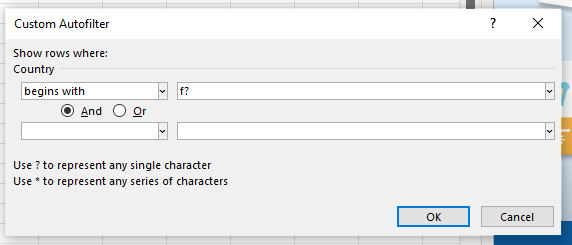 Custom Autofilter ? ×
Show rows where:
Country
begins with f?
And Or
Use ? to represent any single character
Use * to represent any series of characters
OK Cancel